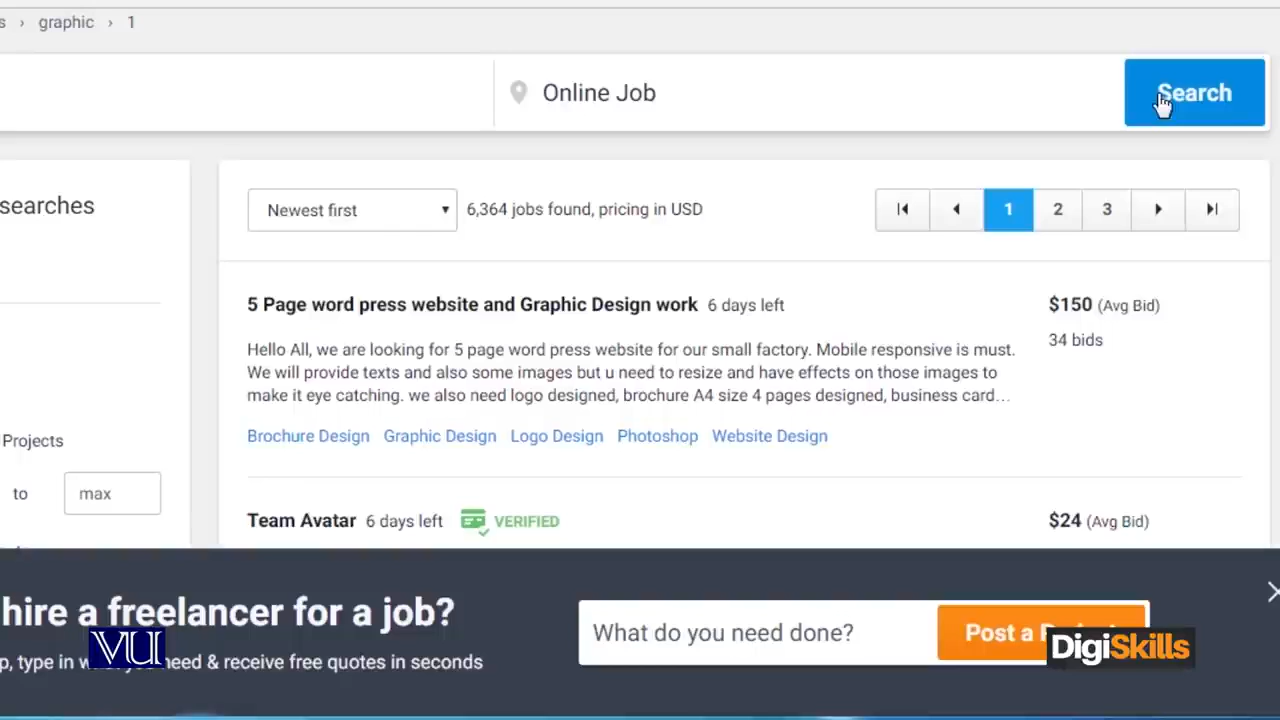 s › graphic › 1
Online Job
Search
searches
Newest first
6,364 jobs found, pricing in USD
1 2 3
5 Page word press website and Graphic Design work 6 days left
$150 (Avg Bid)
34 bids
Hello All, we are looking for 5 page word press website for our small factory. Mobile responsive is must.
We will provide texts and also some images but u need to resize and have effects on those images to
make it eye catching. we also need logo designed, brochure A4 size 4 pages designed, business card...
Brochure Design Graphic Design Logo Design Photoshop Website Design
Projects
to max
Team Avatar 6 days left VERIFIED
$24 (Avg Bid)
hire a freelancer for a job?
What do you need done?
Post a
p, type in need & receive free quotes in seconds
VU
DigiSkills